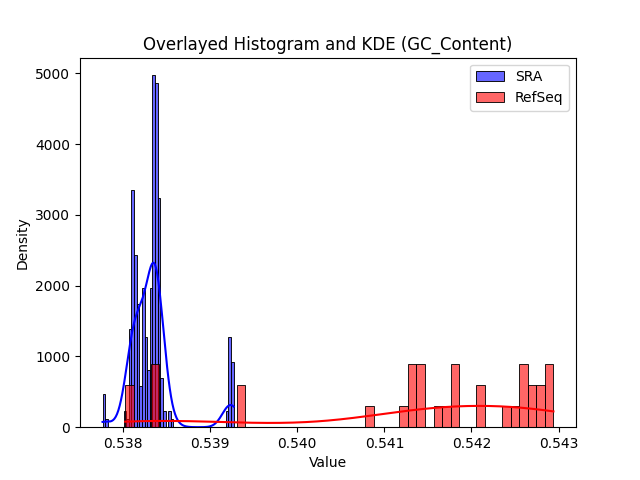 Overlayed Histogram and KDE (GC_Content)
SRA
RefSeq
5000
4000
3000
2000
1000
0
Density
0.538 0.539 0.540 0.541 0.542 0.543
Value